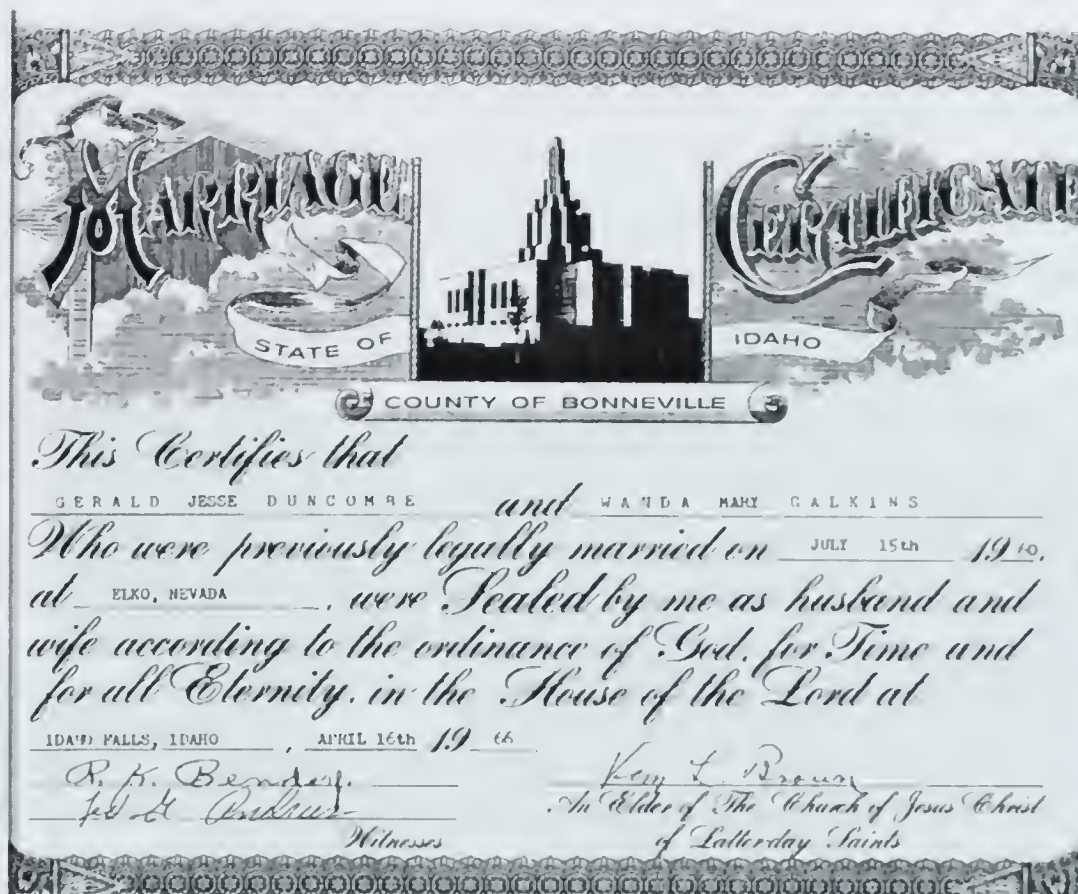 MARRIAGE CERTIFICATE
STATE OF IDAHO
COUNTY OF BONNEVILLE
This Certifies that
GERALD JESSE DUNCOMBE and WANDA MARY CALKINS
Who were previously legally married on JULY 15th 19
at ELKO, NEVADA, were Sealed by me as husband and
wife according to the ordinance of God, for Time and
for all Eternity, in the House of the Lord at
IDAHO FALLS, IDAHO, APRIL 16th 19 66
R. K. Bender L. Brown
An Elder of The Church of Jesus Christ
Witnesses of Latter-day Saints